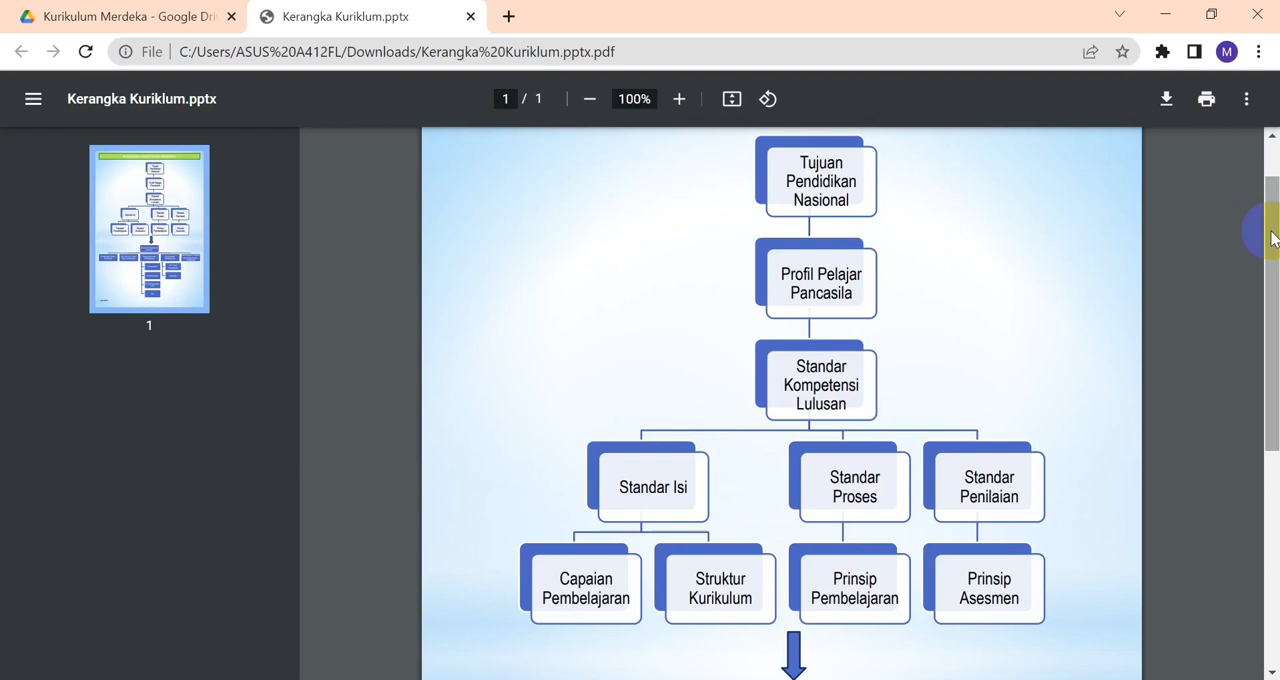 Kurikulum Merdeka - Google Dri
Kerangka Kuriklum.pptx
File
C:/Users/ASUS%20A412FL/Downloads/Kerangka%20Kuriklum.pptx.pdf
M
Kerangka Kuriklum.pptx
1 / 1
100%
1
Tujuan
Pendidikan
Nasional
Profil Pelajar
Pancasila
Standar
Kompetensi
Lulusan
Standar Isi
Standar
Proses
Standar
Penilaian
Capaian
Pembelajaran
Struktur
Kurikulum
Prinsip
Pembelajaran
Prinsip
Asesmen